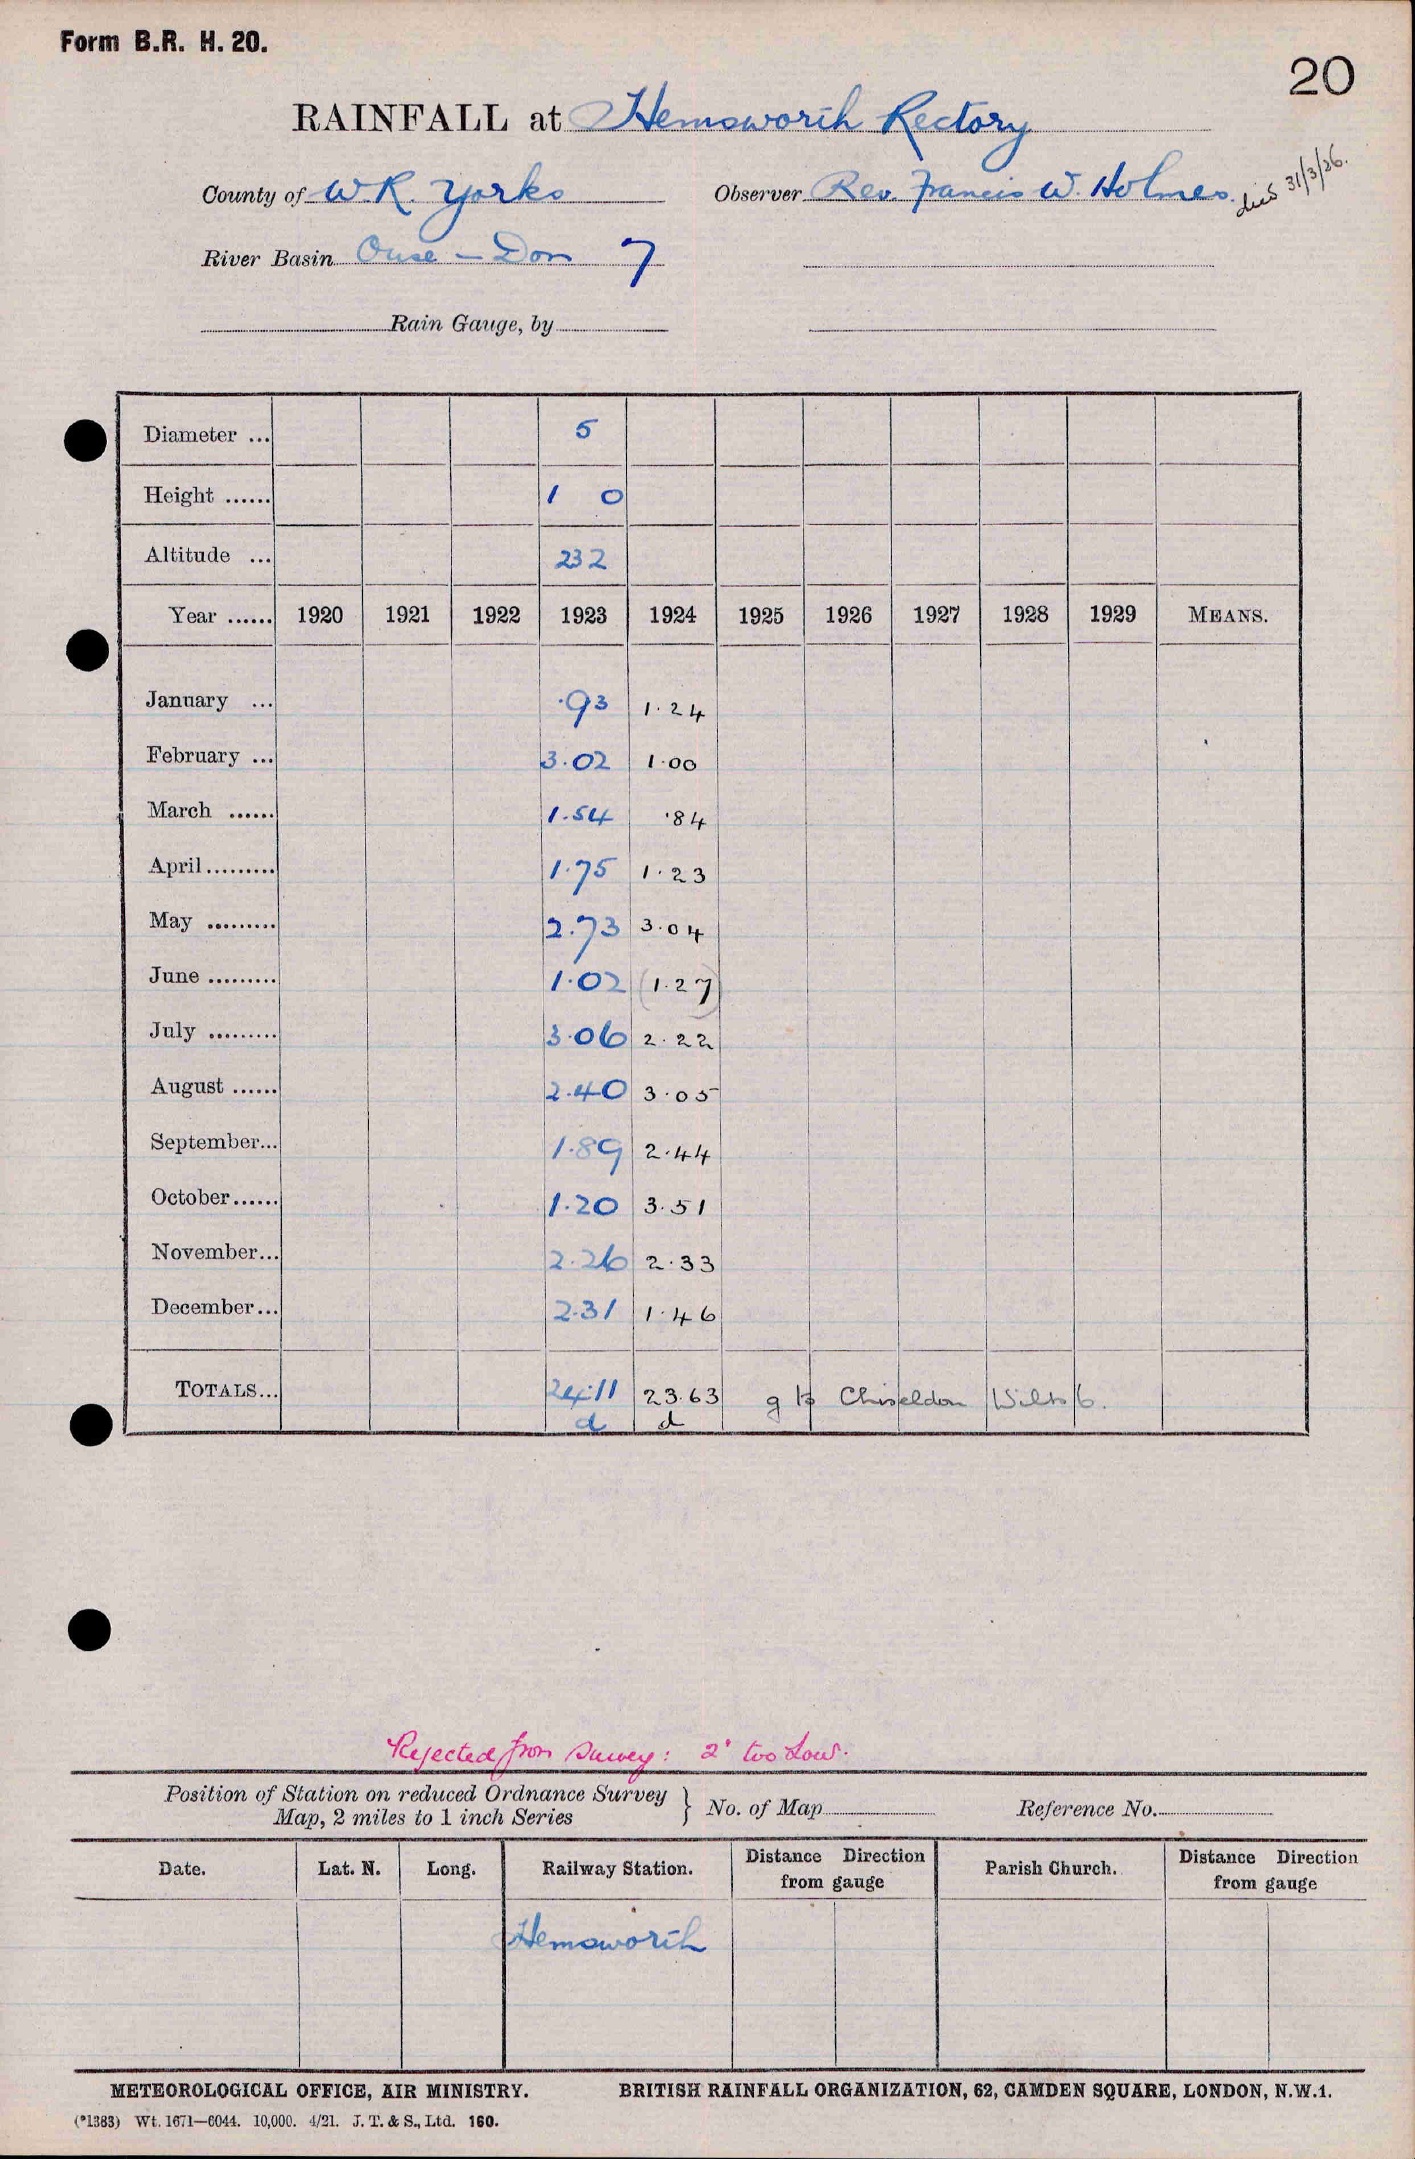 Form B.R. H. 20.
20
RAINFALL at Hemsworth Rectory
County of W.R. Yorks Observer Rev. Francis W. Holmes. died 31/3/26.
River Basin Ouse — Don 7
Rain Gauge, by
Diameter ... 5
Height ...... 1 0
Altitude ... 232
Year ...... 1920 1921 1922 1923 1924 1925 1926 1927 1928 1929 MEANS.
January ... .93 1.24
February ... 3.02 1.00
March ...... 1.54 .84
April ......... 1.75 1.23
May ......... 2.73 3.04
June ......... 1.02 (1.27)
July ......... 3.06 2.22
August ...... 2.40 3.05
September... 1.89 2.44
October ...... 1.20 3.51
November... 2.26 2.33
December... 2.31 1.46
TOTALS... 24.11 23.63 Chiseldon Wilts
d d
Rejected from Survey: 2" too Low.
Position of Station on reduced Ordnance Survey
Map, 2 miles to 1 inch Series } No. of Map Reference No.
Date. Lat. N. Long. Railway Station. Distance Direction from gauge Parish Church. Distance Direction from gauge
Hemsworth
METEOROLOGICAL OFFICE, AIR MINISTRY. BRITISH RAINFALL ORGANIZATION, 62, CAMDEN SQUARE, LONDON, N.W.1.
(*1383) Wt. 1671—6044. 10,000. 4/21. J. T. & S., Ltd. 160.